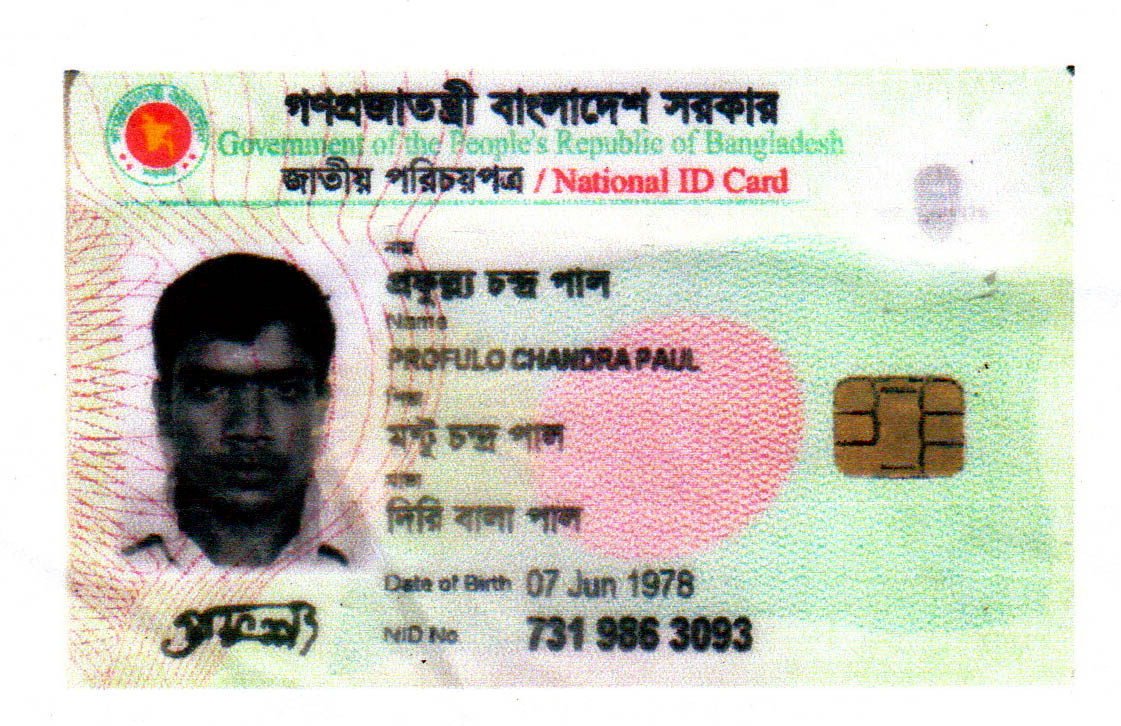 গণপ্রজাতন্ত্রী বাংলাদেশ সরকার
Government of the People's Republic of Bangladesh
জাতীয় পরিচয়পত্র / National ID Card
নাম
প্রফুল্ল্য চন্দ্র পাল
Name
PROFULO CHANDRA PAUL
পিতা
মন্টু চন্দ্র পাল
মাতা
গিরি বালা পাল
Date of Birth 07 Jun 1978
NID No 731 986 3093